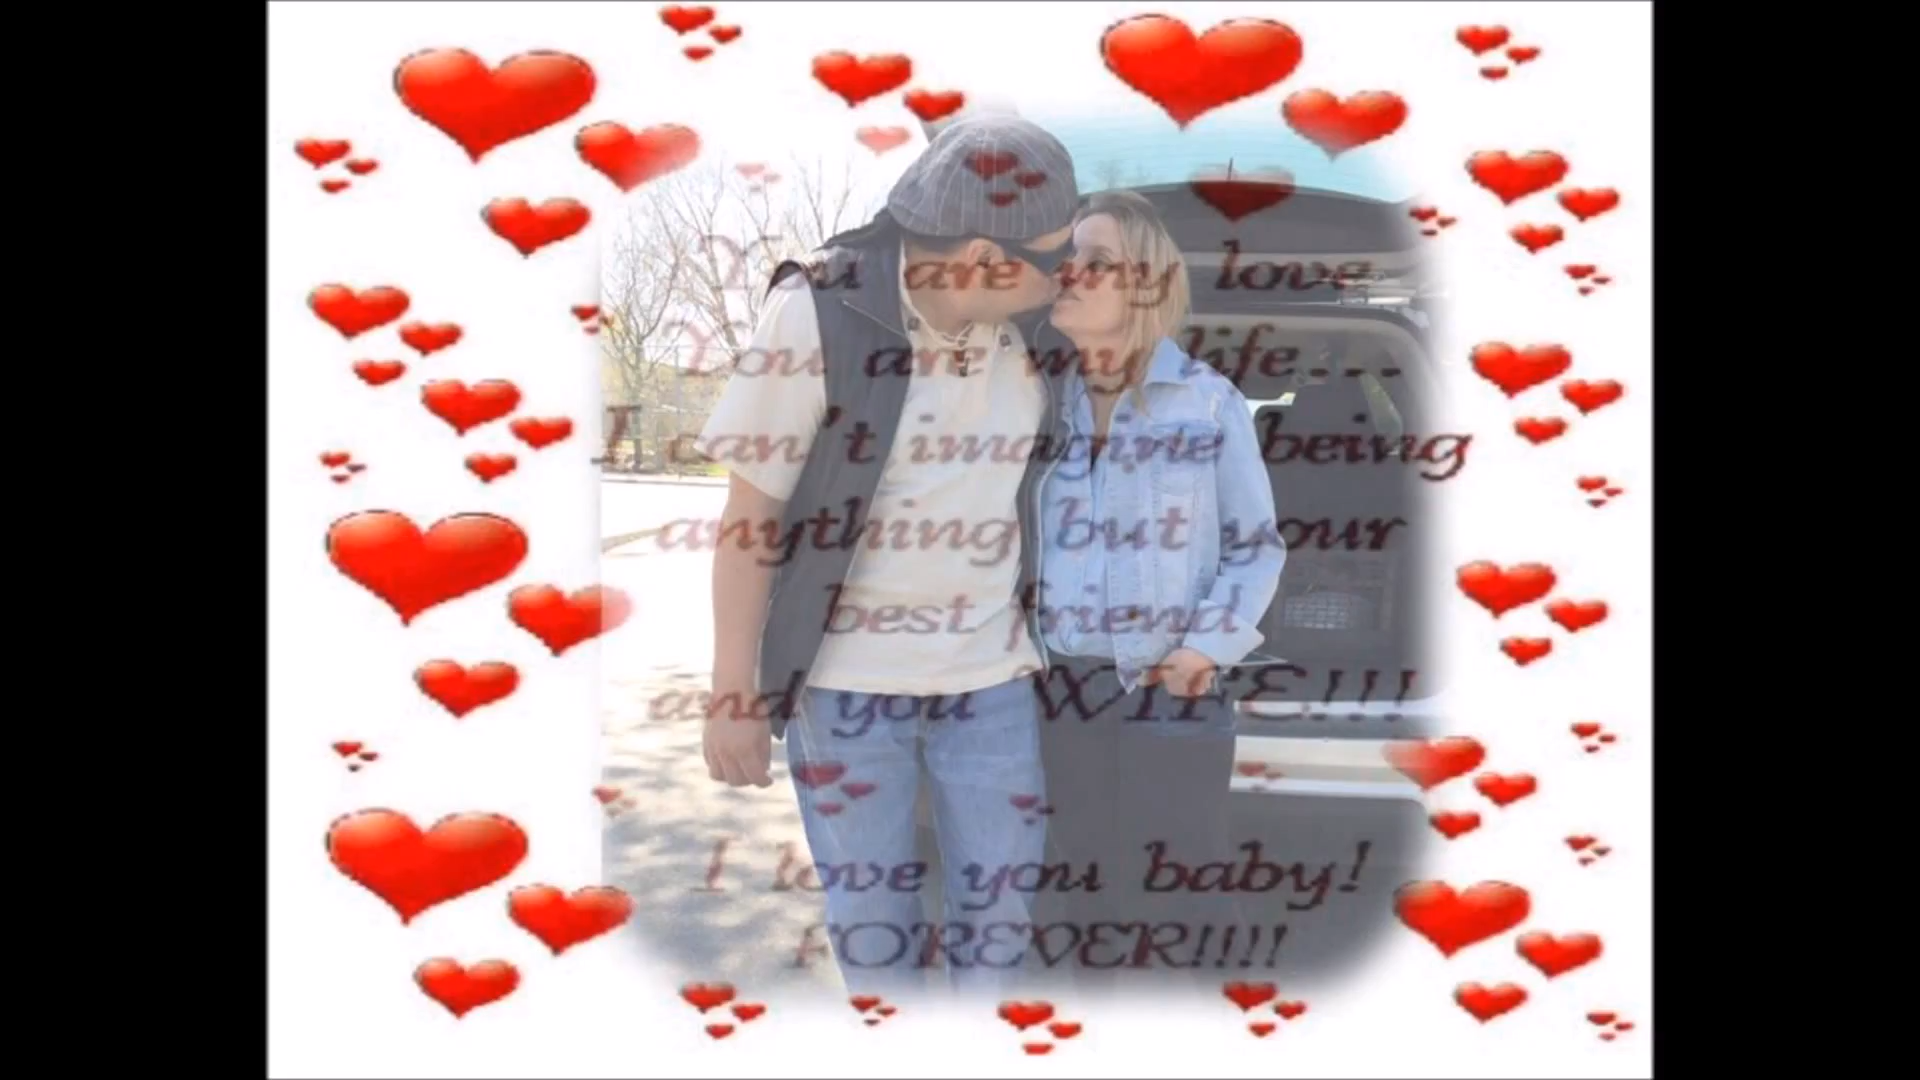 You are my love
You are my life...
I can't imagine being
anything but your
best friend
and you WIFE!!!
I love you baby!
FOREVER!!!!